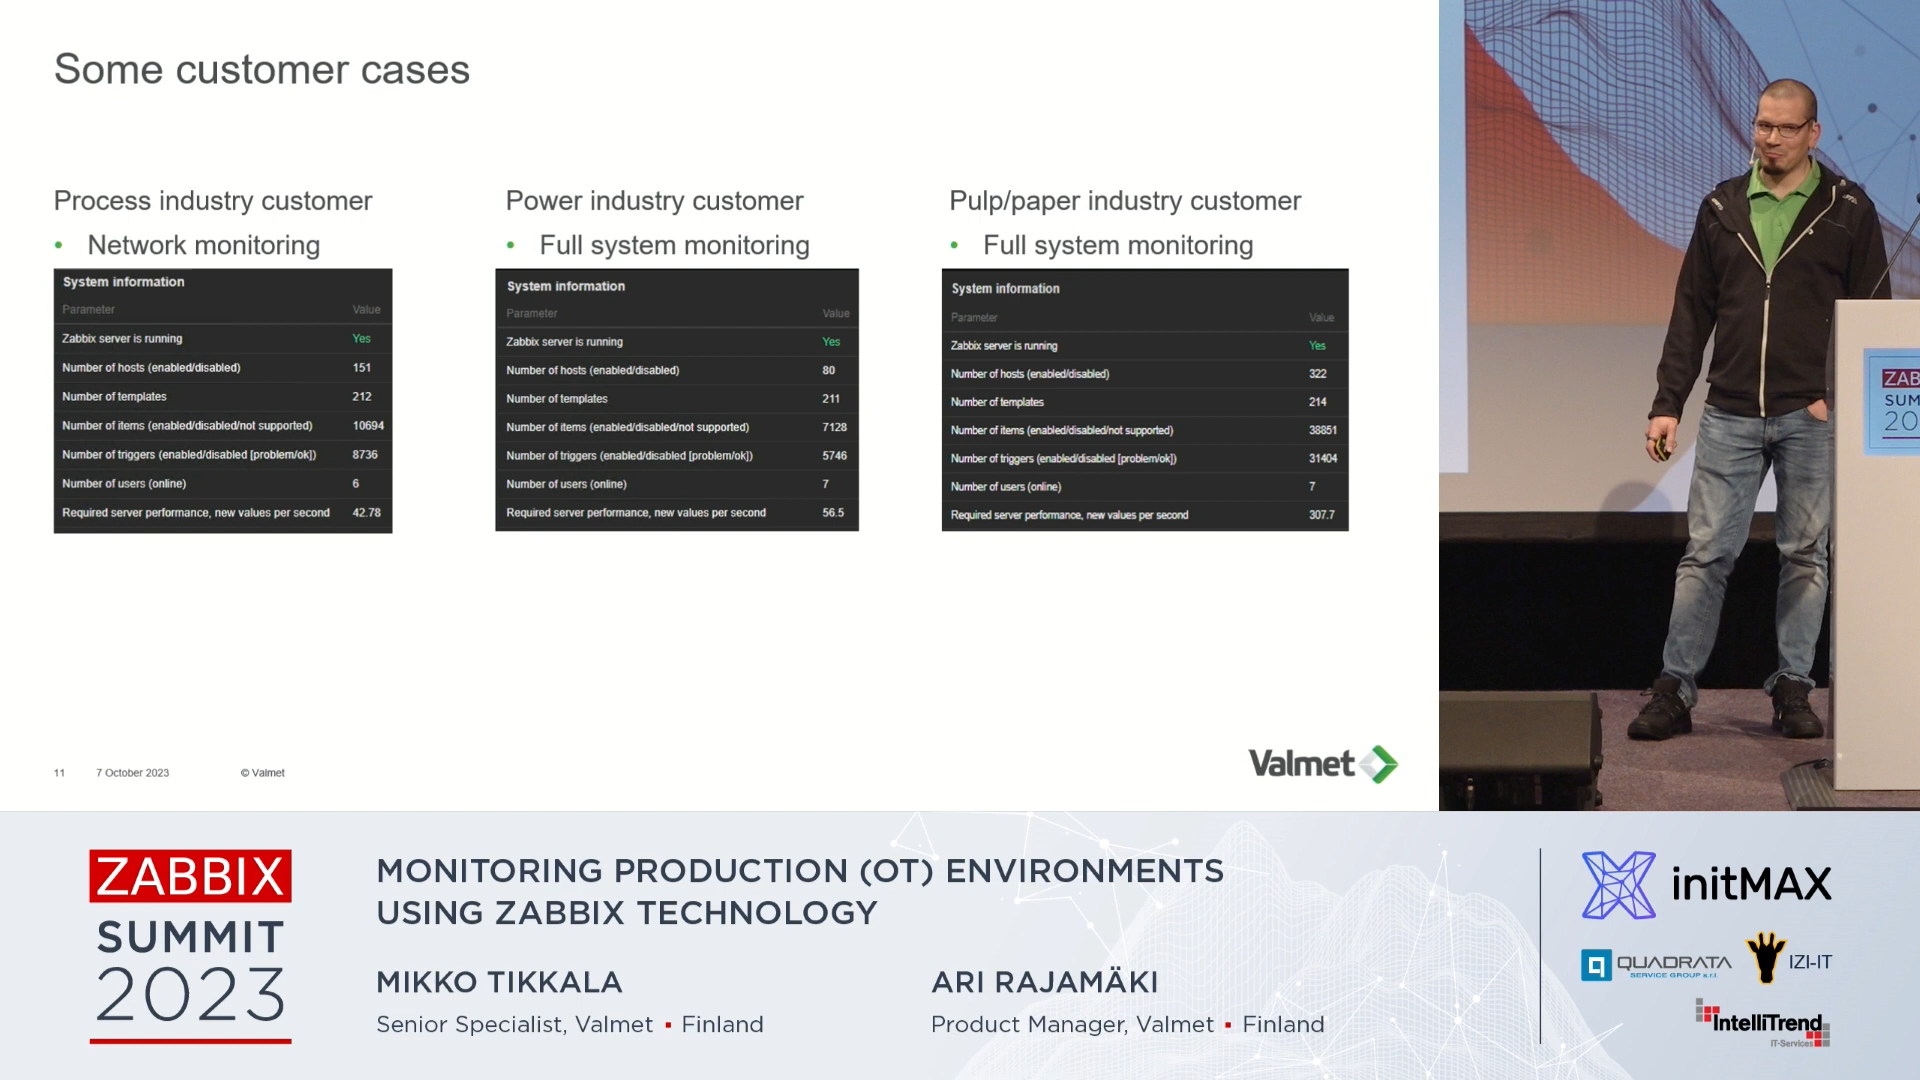 Some customer cases
Process industry customer
• Network monitoring
System information
Parameter Value
Zabbix server is running Yes
Number of hosts (enabled/disabled) 151
Number of templates 212
Number of items (enabled/disabled/not supported) 10694
Number of triggers (enabled/disabled [problem/ok]) 8736
Number of users (online) 6
Required server performance, new values per second 42.78
Power industry customer
• Full system monitoring
System information
Parameter Value
Zabbix server is running Yes
Number of hosts (enabled/disabled) 80
Number of templates 211
Number of items (enabled/disabled/not supported) 7128
Number of triggers (enabled/disabled [problem/ok]) 5746
Number of users (online) 7
Required server performance, new values per second 56.5
Pulp/paper industry customer
• Full system monitoring
System information
Parameter Value
Zabbix server is running Yes
Number of hosts (enabled/disabled) 322
Number of templates 214
Number of items (enabled/disabled/not supported) 38851
Number of triggers (enabled/disabled [problem/ok]) 31404
Number of users (online) 7
Required server performance, new values per second 307.7
11 7 October 2023 © Valmet
Valmet
ZAB
SUM
20
ZABBIX
SUMMIT
2023
MONITORING PRODUCTION (OT) ENVIRONMENTS
USING ZABBIX TECHNOLOGY
MIKKO TIKKALA
Senior Specialist, Valmet ▪ Finland
ARI RAJAMÄKI
Product Manager, Valmet ▪ Finland
initMAX
QUADRATA
SERVICE GROUP s.r.l.
IZI-IT
IntelliTrend
IT-Services